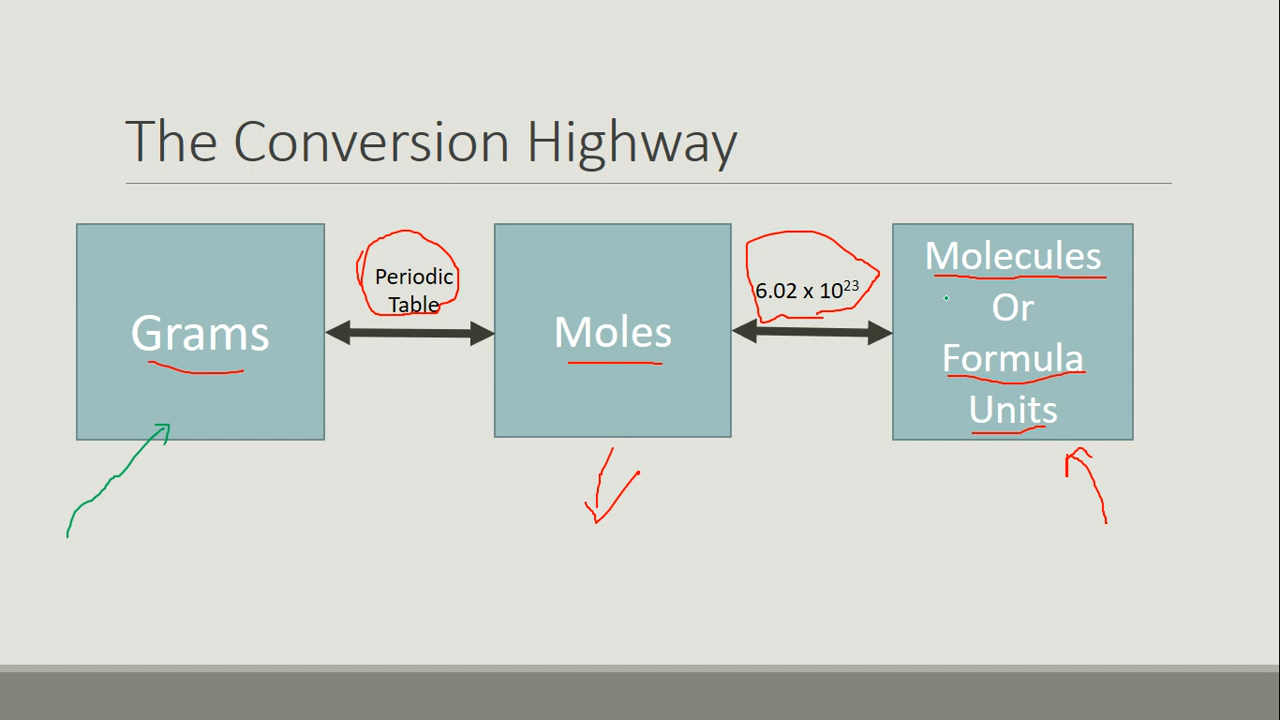 The Conversion Highway
Grams
Periodic
Table
Moles
6.02 x 10²³
Molecules
Or
Formula
Units